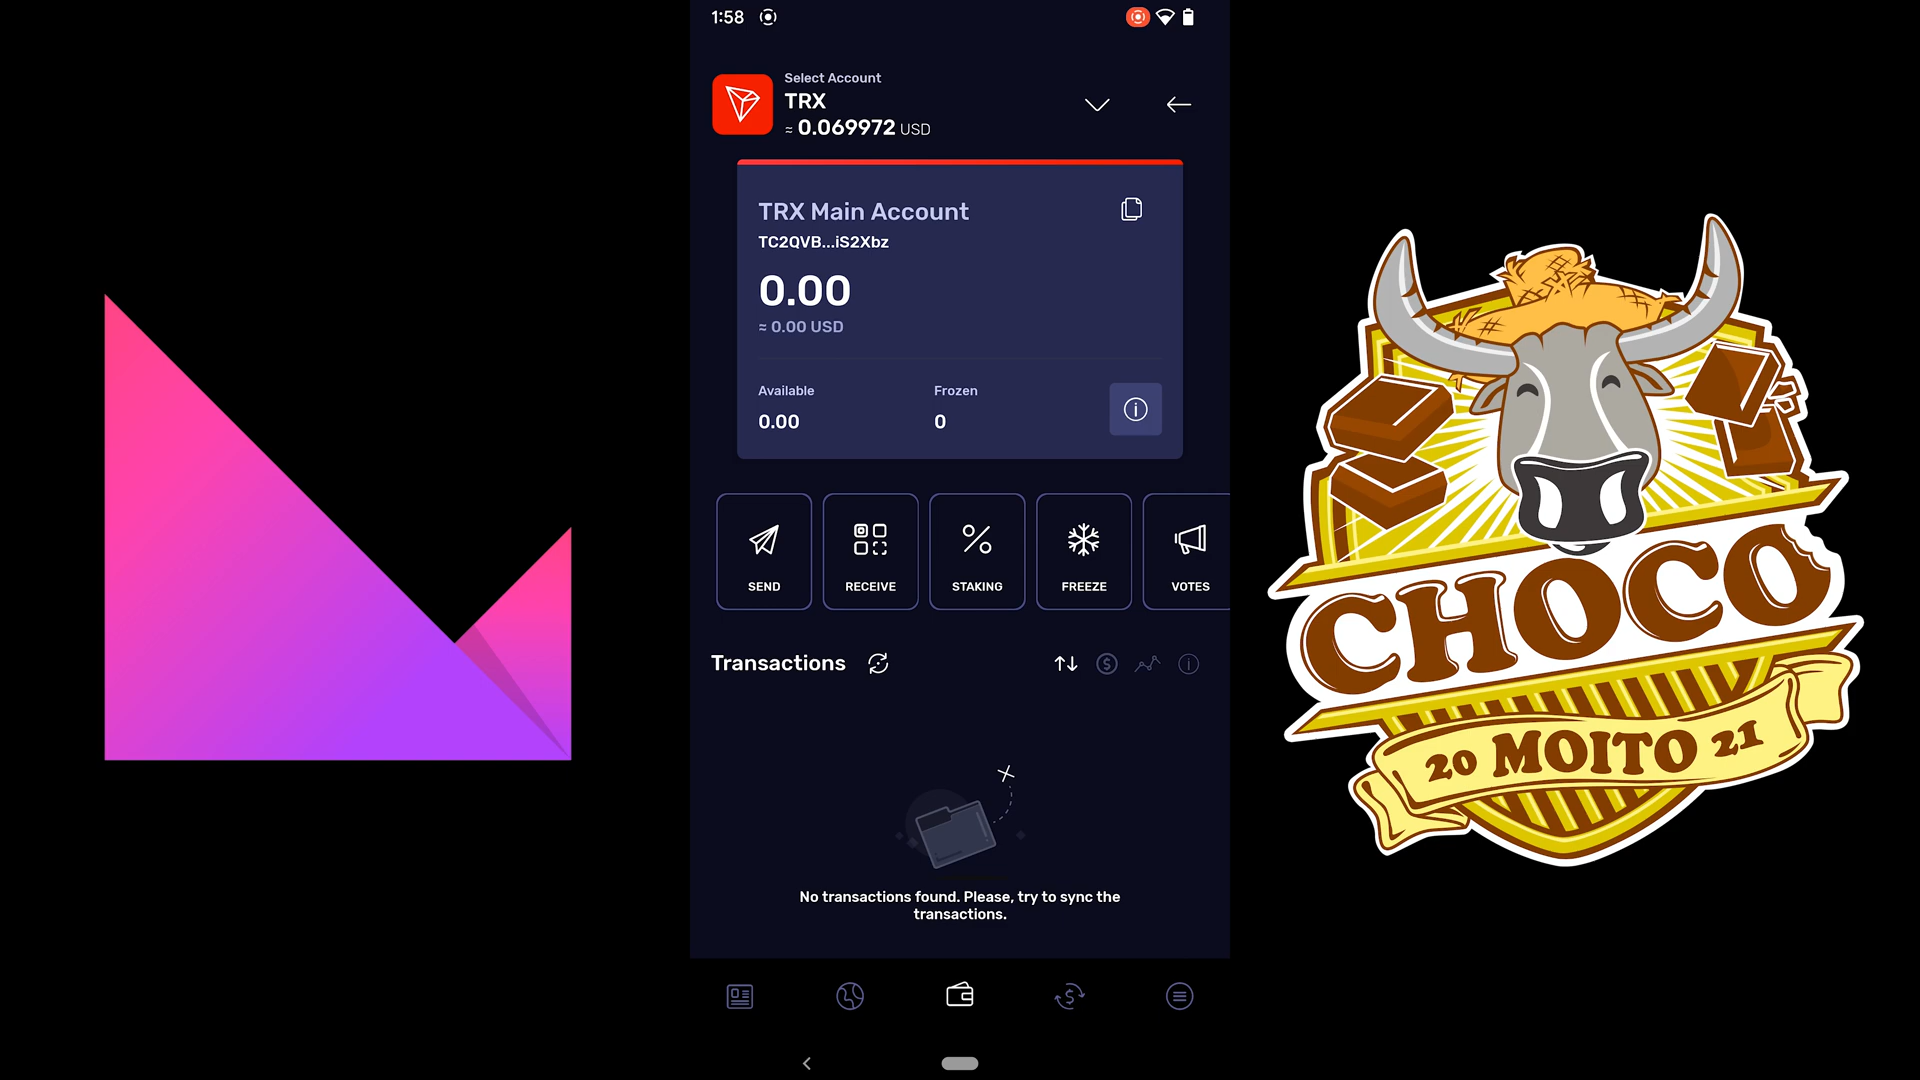 1:58
Select Account
TRX
≈ 0.069972 USD
TRX Main Account
TC2QVB...iS2Xbz
0.00
≈ 0.00 USD
Available
Frozen
0.00
0
SEND
RECEIVE
STAKING
FREEZE
VOTES
Transactions
No transactions found. Please, try to sync the
transactions.
CHOCO
20 MOITO 21